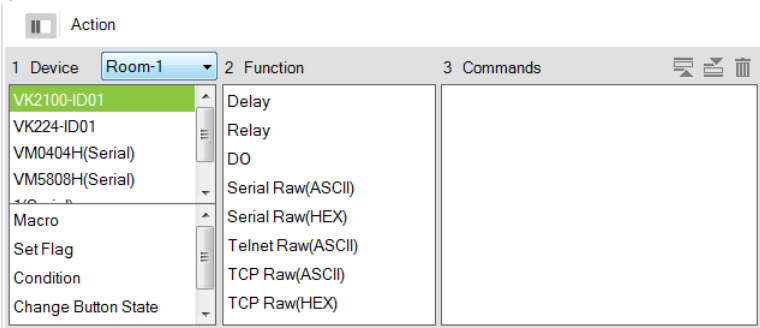 Action
1 Device Room-1 2 Function 3 Commands
VK2100-ID01
VK224-ID01
VM0404H(Serial)
VM5808H(Serial)
Macro
Set Flag
Condition
Change Button State
Delay
Relay
DO
Serial Raw(ASCII)
Serial Raw(HEX)
Telnet Raw(ASCII)
TCP Raw(ASCII)
TCP Raw(HEX)